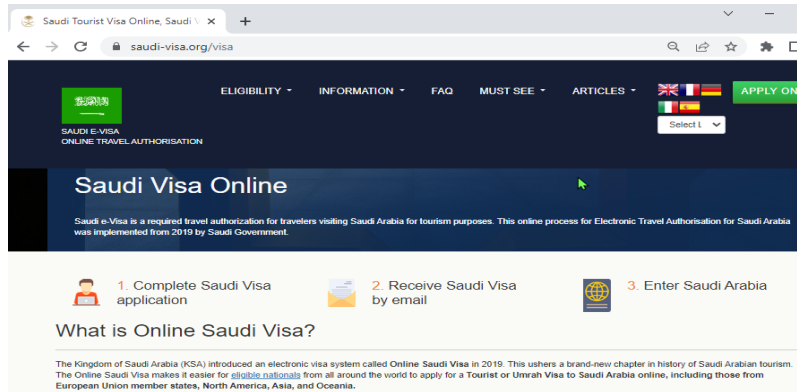 Saudi Tourist Visa Online, Saudi V
saudi-visa.org/visa
ELIGIBILITY
INFORMATION
FAQ
MUST SEE
ARTICLES
APPLY ON
Select L
SAUDI E-VISA
ONLINE TRAVEL AUTHORISATION
Saudi Visa Online
Saudi e-Visa is a required travel authorization for travelers visiting Saudi Arabia for tourism purposes. This online process for Electronic Travel Authorisation for Saudi Arabia
was implemented from 2019 by Saudi Government.
1. Complete Saudi Visa
application
2. Receive Saudi Visa
by email
3. Enter Saudi Arabia
What is Online Saudi Visa?
The Kingdom of Saudi Arabia (KSA) introduced an electronic visa system called Online Saudi Visa in 2019. This ushers a brand-new chapter in history of Saudi Arabian tourism.
The Online Saudi Visa makes it easier for eligible nationals from all around the world to apply for a Tourist or Umrah Visa to Saudi Arabia online, including those from
European Union member states, North America, Asia, and Oceania.